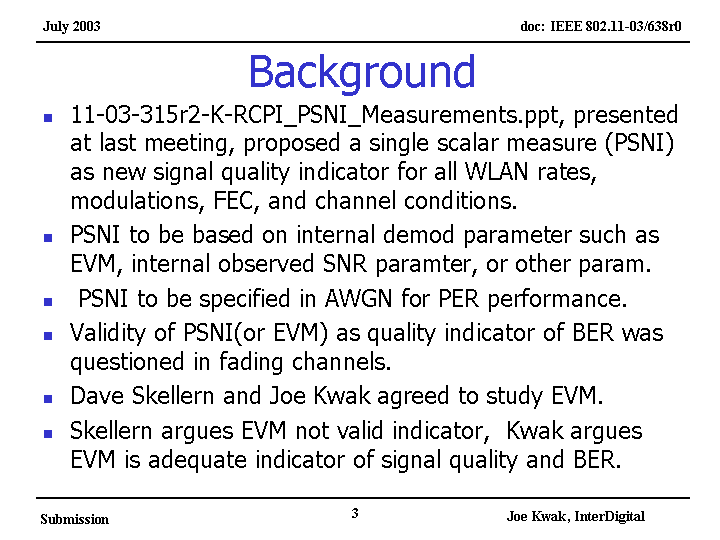 July 2003
doc: IEEE 802.11-03/638r0
Background
11-03-315r2-K-RCPI_PSNI_Measurements.ppt, presented
at last meeting, proposed a single scalar measure (PSNI)
as new signal quality indicator for all WLAN rates,
modulations, FEC, and channel conditions.
PSNI to be based on internal demod parameter such as
EVM, internal observed SNR paramter, or other param.
PSNI to be specified in AWGN for PER performance.
Validity of PSNI(or EVM) as quality indicator of BER was
questioned in fading channels.
Dave Skellern and Joe Kwak agreed to study EVM.
Skellern argues EVM not valid indicator,  Kwak argues
EVM is adequate indicator of signal quality and BER.
Submission
3
Joe Kwak, InterDigital